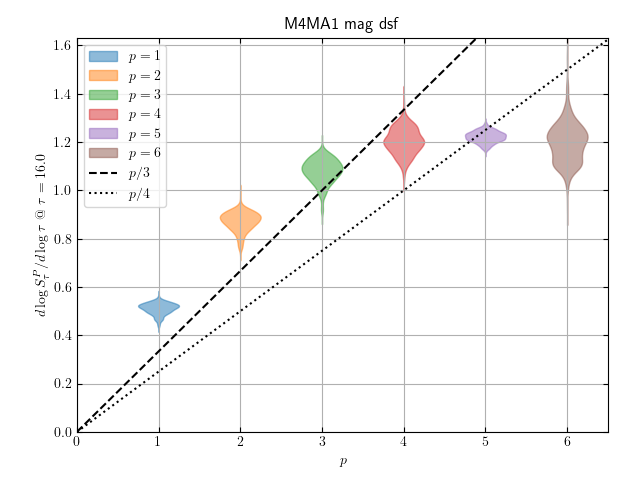 M4MA1 mag dsf
p = 1
p = 2
p = 3
p = 4
p = 5
p = 6
p/3
p/4
d log S_τ^P / d log τ @ τ = 16.0
1.6
1.4
1.2
1.0
0.8
0.6
0.4
0.2
0.0
0 1 2 3 4 5 6
p